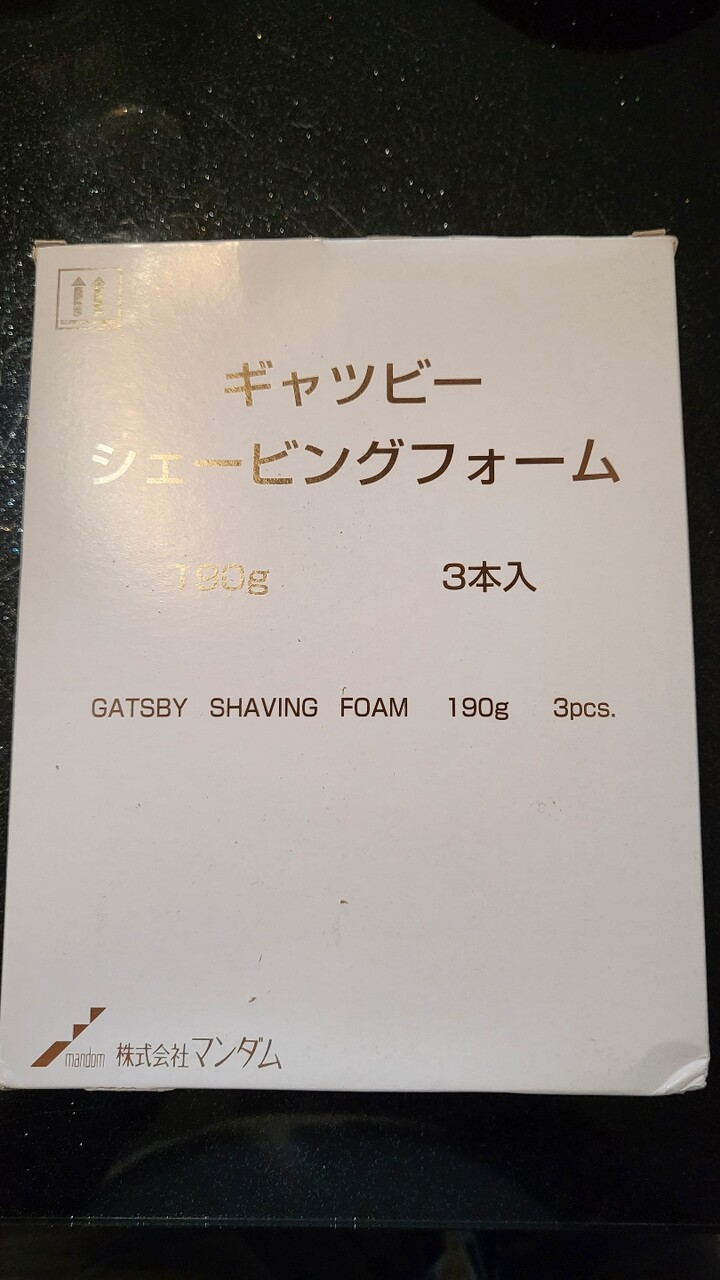 ギャツビー
シェービングフォーム
190g 3本入
GATSBY SHAVING FOAM 190g 3pcs.
mandom 株式会社マンダム